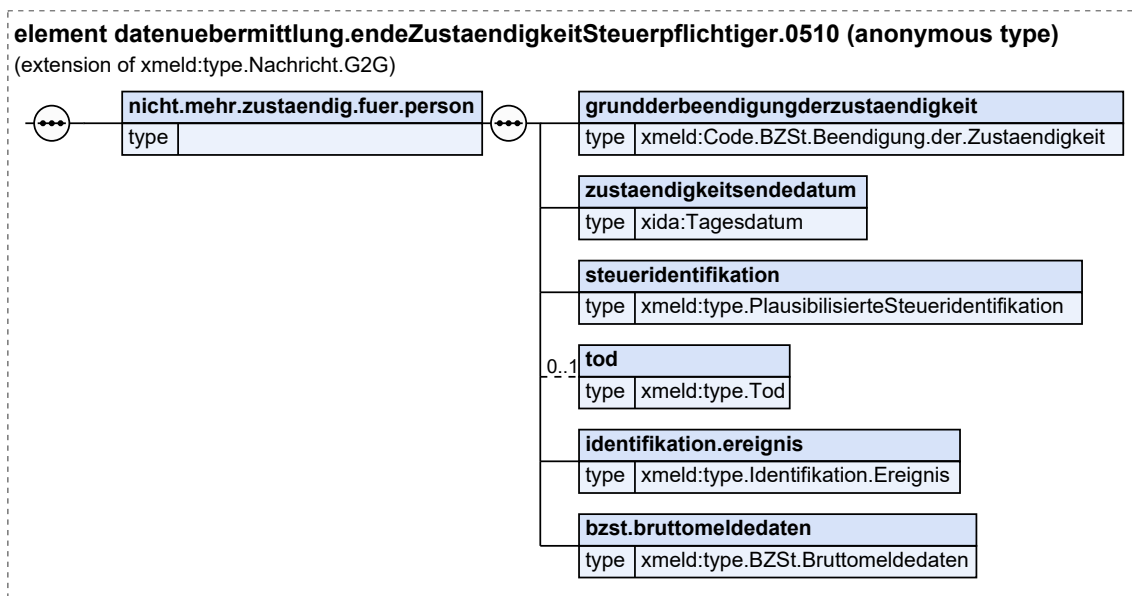 element datenuebermittlung.endeZustaendigkeitSteuerpflichtiger.0510 (anonymous type)
(extension of xmeld:type.Nachricht.G2G)
nicht.mehr.zustaendig.fuer.person
type
grundderbeendigungderzustaendigkeit
type xmeld:Code.BZSt.Beendigung.der.Zustaendigkeit
zustaendigkeitsendedatum
type xida:Tagesdatum
steueridentifikation
type xmeld:type.PlausibilisierteSteueridentifikation
0..1
tod
type xmeld:type.Tod
identifikation.ereignis
type xmeld:type.Identifikation.Ereignis
bzst.bruttomeldedaten
type xmeld:type.BZSt.Bruttomeldedaten